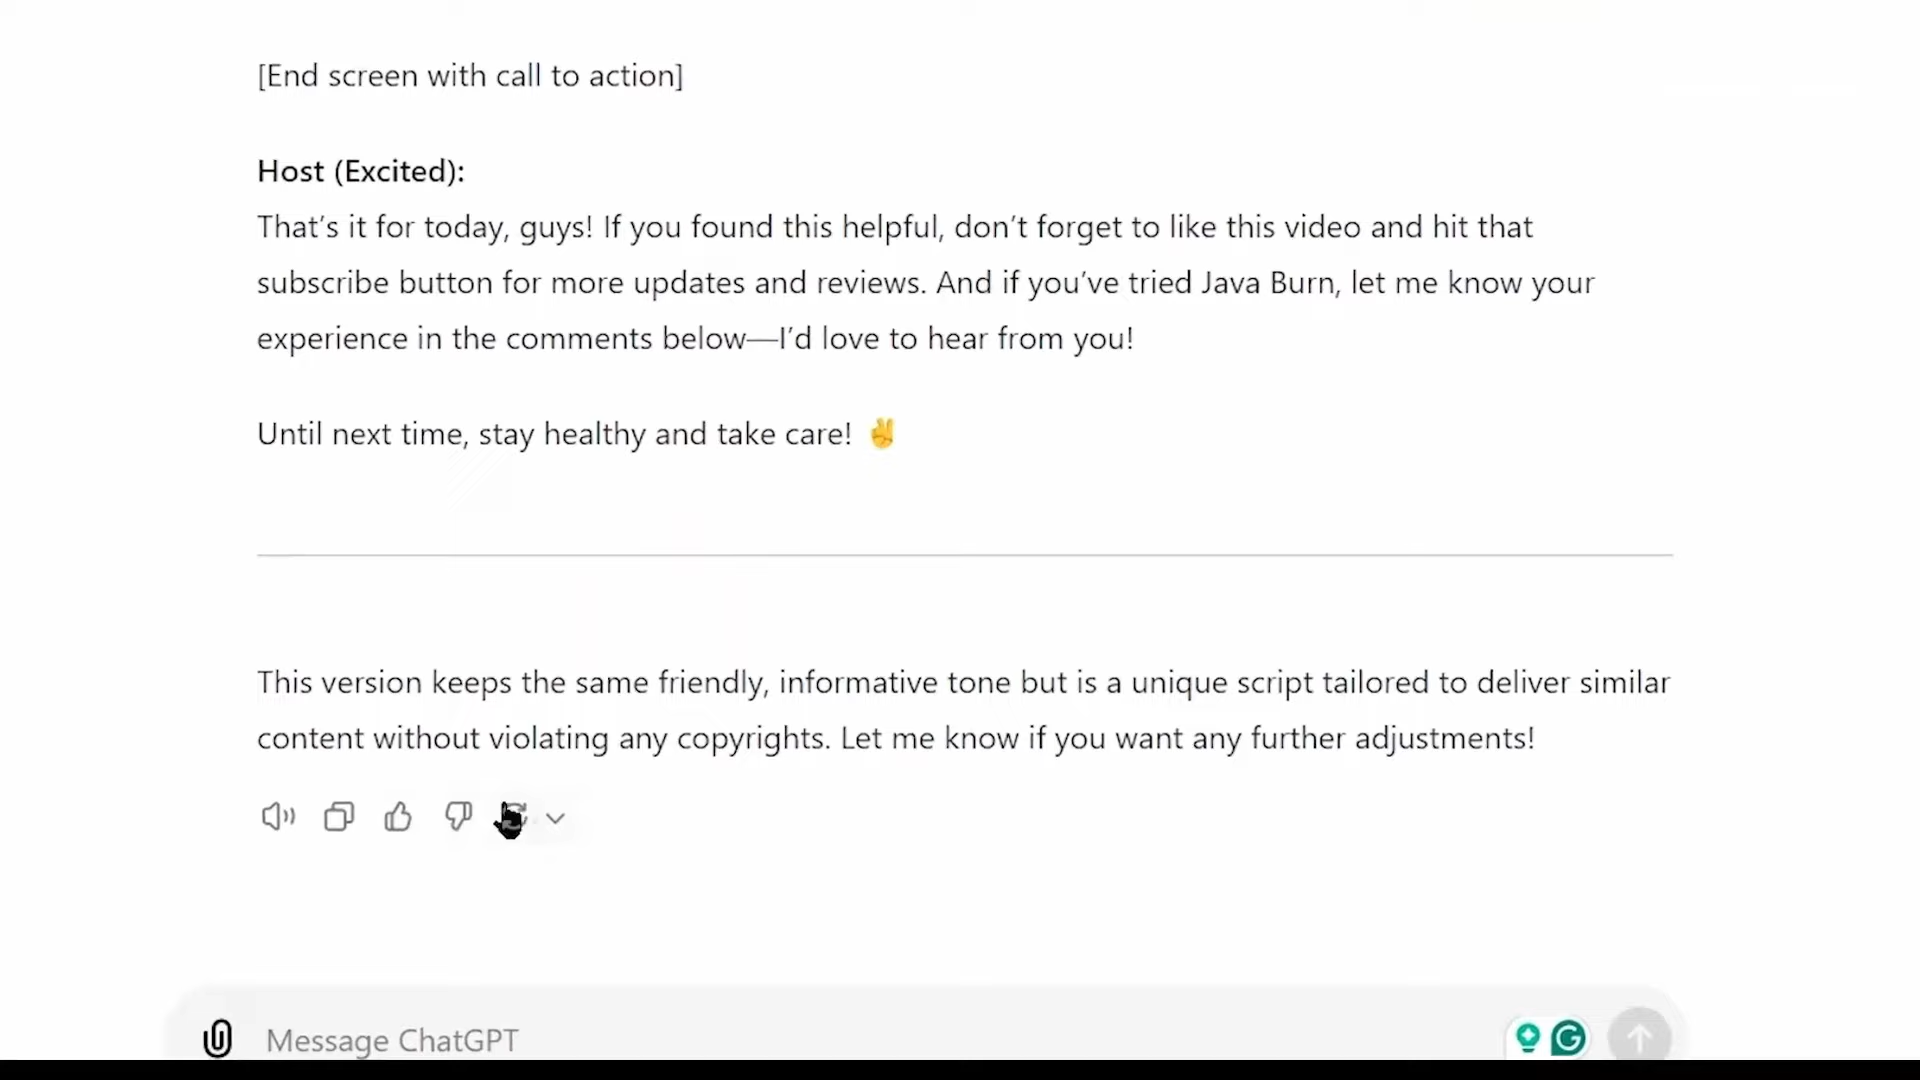 [End screen with call to action]
Host (Excited):
That's it for today, guys! If you found this helpful, don't forget to like this video and hit that
subscribe button for more updates and reviews. And if you've tried Java Burn, let me know your
experience in the comments below—I'd love to hear from you!
Until next time, stay healthy and take care! ✌️
This version keeps the same friendly, informative tone but is a unique script tailored to deliver similar
content without violating any copyrights. Let me know if you want any further adjustments!
Message ChatGPT